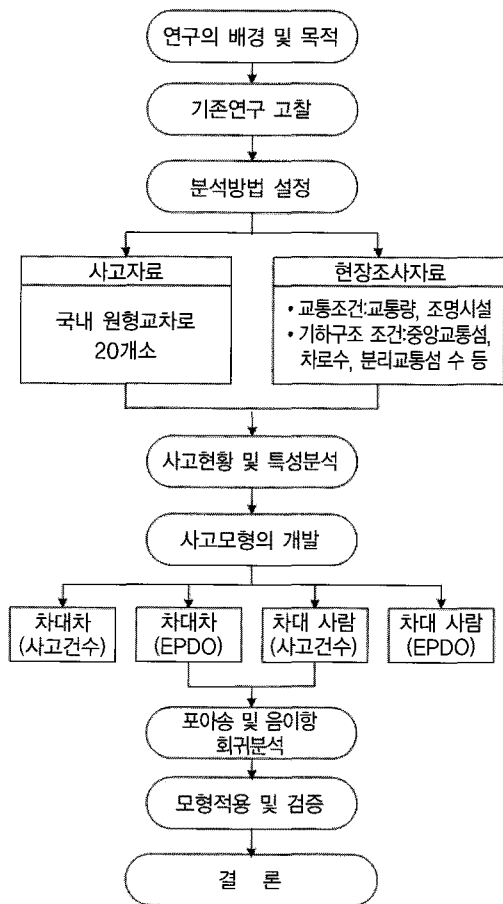 연구의 배경 및 목적
기존연구 고찰
분석방법 설정
사고자료
국내 원형교차로
20개소
현장조사자료
• 교통조건:교통량, 조명시설
• 기하구조 조건:중앙교통섬,
차로수, 분리교통섬 수 등
사고현황 및 특성분석
사고모형의 개발
차대차
(사고건수)
차대차
(EPDO)
차대 사람
(사고건수)
차대 사람
(EPDO)
포아송 및 음이항
회귀분석
모형적용 및 검증
결 론